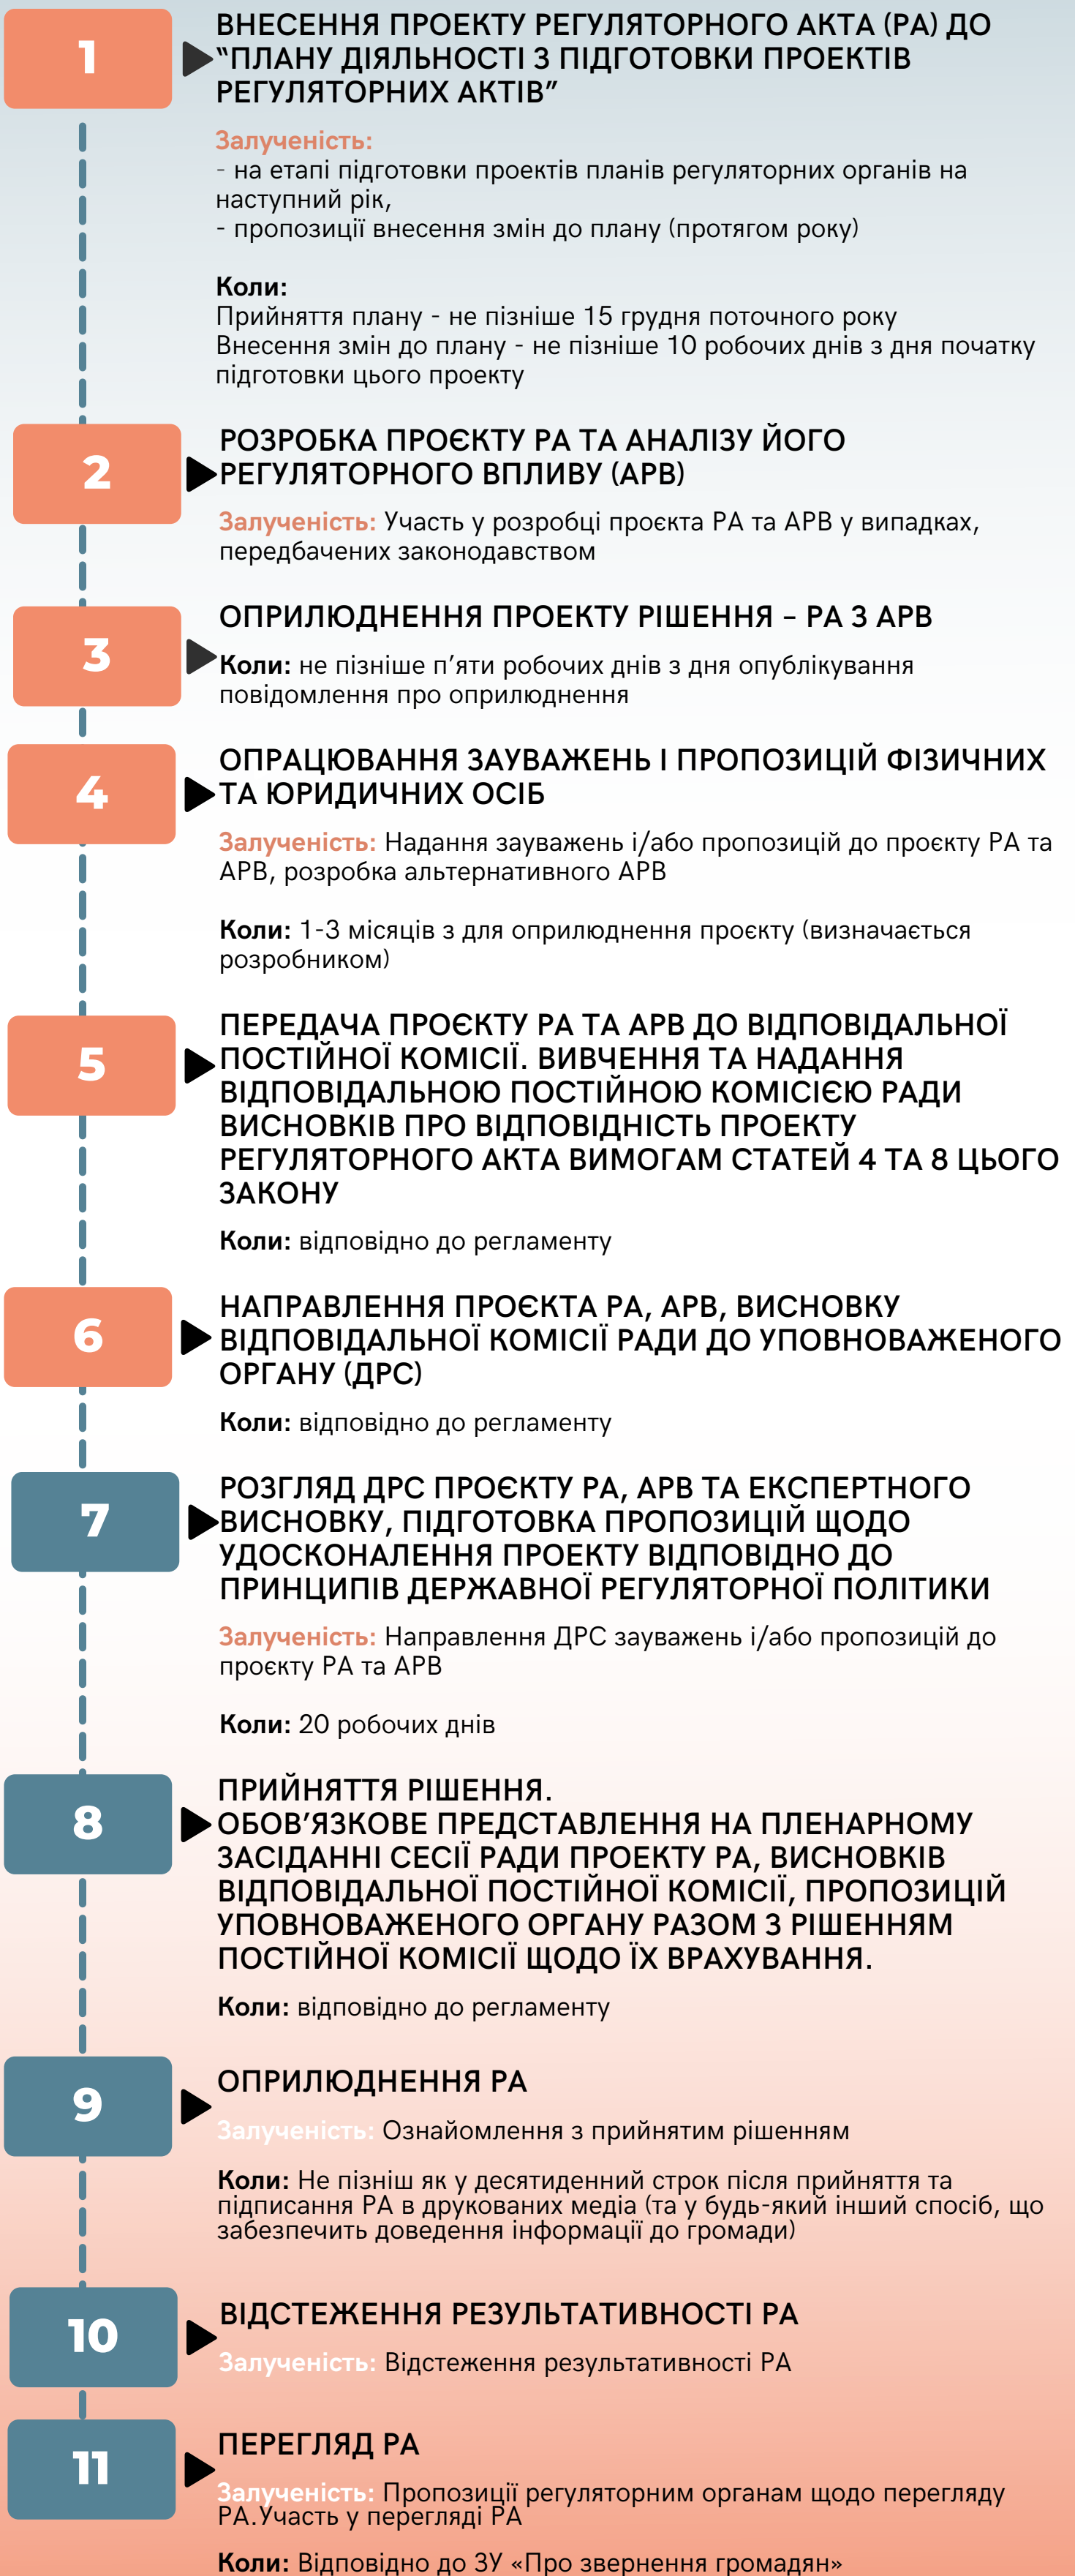 1
ВНЕСЕННЯ ПРОЕКТУ РЕГУЛЯТОРНОГО АКТА (РА) ДО
“ПЛАНУ ДІЯЛЬНОСТІ З ПІДГОТОВКИ ПРОЕКТІВ
РЕГУЛЯТОРНИХ АКТІВ”
Залученість:
- на етапі підготовки проектів планів регуляторних органів на
наступний рік,
- пропозиції внесення змін до плану (протягом року)
Коли:
Прийняття плану - не пізніше 15 грудня поточного року
Внесення змін до плану - не пізніше 10 робочих днів з дня початку
підготовки цього проекту
2
РОЗРОБКА ПРОЄКТУ РА ТА АНАЛІЗУ ЙОГО
РЕГУЛЯТОРНОГО ВПЛИВУ (АРВ)
Залученість: Участь у розробці проєкта РА та АРВ у випадках,
передбачених законодавством
3
ОПРИЛЮДНЕННЯ ПРОЕКТУ РІШЕННЯ – РА З АРВ
Коли: не пізніше п’яти робочих днів з дня опублікування
повідомлення про оприлюднення
4
ОПРАЦЮВАННЯ ЗАУВАЖЕНЬ І ПРОПОЗИЦІЙ ФІЗИЧНИХ
ТА ЮРИДИЧНИХ ОСІБ
Залученість: Надання зауважень і/або пропозицій до проєкту РА та
АРВ, розробка альтернативного АРВ
Коли: 1-3 місяців з для оприлюднення проєкту (визначається
розробником)
5
ПЕРЕДАЧА ПРОЄКТУ РА ТА АРВ ДО ВІДПОВІДАЛЬНОЇ
ПОСТІЙНОЇ КОМІСІЇ. ВИВЧЕННЯ ТА НАДАННЯ
ВІДПОВІДАЛЬНОЮ ПОСТІЙНОЮ КОМІСІЄЮ РАДИ
ВИСНОВКІВ ПРО ВІДПОВІДНІСТЬ ПРОЕКТУ
РЕГУЛЯТОРНОГО АКТА ВИМОГАМ СТАТЕЙ 4 ТА 8 ЦЬОГО
ЗАКОНУ
Коли: відповідно до регламенту
6
НАПРАВЛЕННЯ ПРОЄКТА РА, АРВ, ВИСНОВКУ
ВІДПОВІДАЛЬНОЇ КОМІСІЇ РАДИ ДО УПОВНОВАЖЕНОГО
ОРГАНУ (ДРС)
Коли: відповідно до регламенту
7
РОЗГЛЯД ДРС ПРОЄКТУ РА, АРВ ТА ЕКСПЕРТНОГО
ВИСНОВКУ, ПІДГОТОВКА ПРОПОЗИЦІЙ ЩОДО
УДОСКОНАЛЕННЯ ПРОЕКТУ ВІДПОВІДНО ДО
ПРИНЦИПІВ ДЕРЖАВНОЇ РЕГУЛЯТОРНОЇ ПОЛІТИКИ
Залученість: Направлення ДРС зауважень і/або пропозицій до
проєкту РА та АРВ
Коли: 20 робочих днів
8
ПРИЙНЯТТЯ РІШЕННЯ.
ОБОВ’ЯЗКОВЕ ПРЕДСТАВЛЕННЯ НА ПЛЕНАРНОМУ
ЗАСІДАННІ СЕСІЇ РАДИ ПРОЕКТУ РА, ВИСНОВКІВ
ВІДПОВІДАЛЬНОЇ ПОСТІЙНОЇ КОМІСІЇ, ПРОПОЗИЦІЙ
УПОВНОВАЖЕНОГО ОРГАНУ РАЗОМ З РІШЕННЯМ
ПОСТІЙНОЇ КОМІСІЇ ЩОДО ЇХ ВРАХУВАННЯ.
Коли: відповідно до регламенту
9
ОПРИЛЮДНЕННЯ РА
Залученість: Ознайомлення з прийнятим рішенням
Коли: Не пізніш як у десятиденний строк після прийняття та
підписання РА в друкованих медіа (та у будь-який інший спосіб, що
забезпечить доведення інформації до громади)
10
ВІДСТЕЖЕННЯ РЕЗУЛЬТАТИВНОСТІ РА
Залученість: Відстеження результативності РА
11
ПЕРЕГЛЯД РА
Залученість: Пропозиції регуляторним органам щодо перегляду
РА.Участь у перегляді РА
Коли: Відповідно до ЗУ «Про звернення громадян»